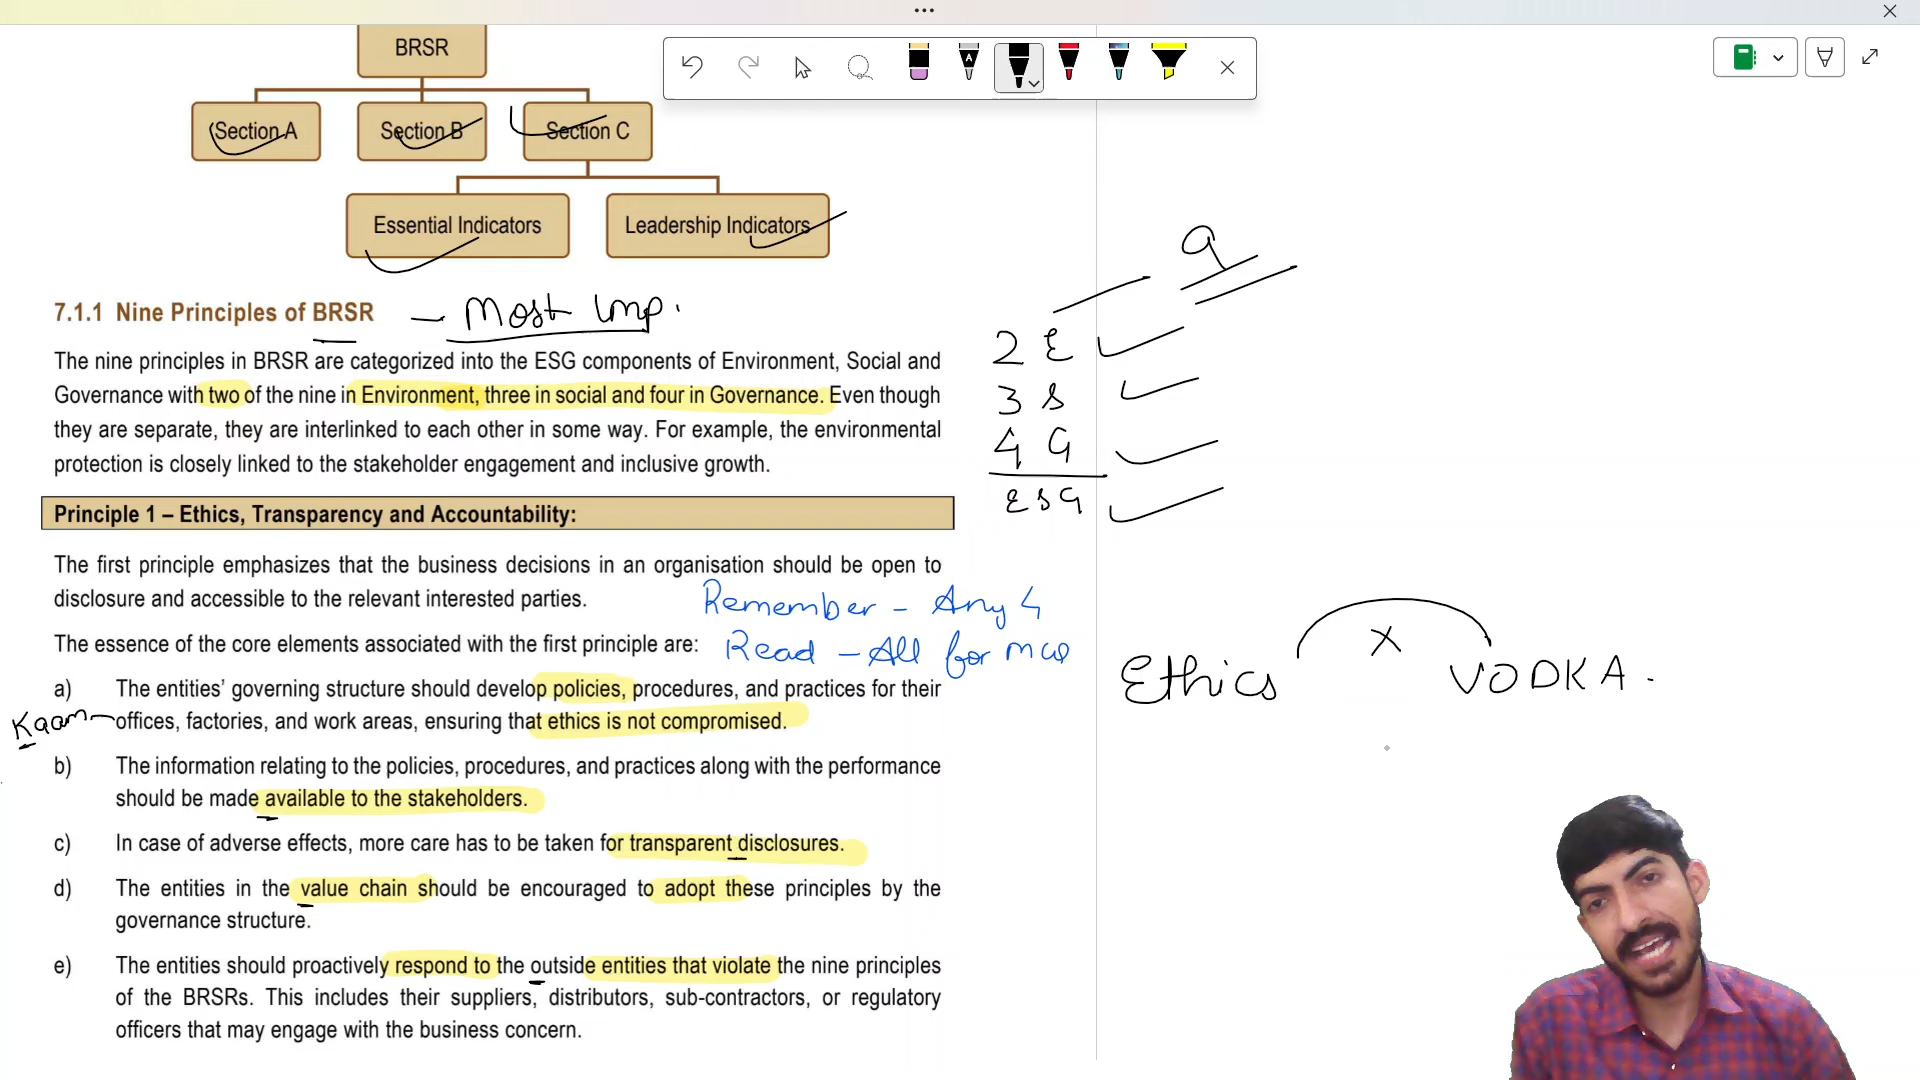 BRSR
Section A Section B Section C
Essential Indicators Leadership Indicators
9
7.1.1 Nine Principles of BRSR - Most Imp.
The nine principles in BRSR are categorized into the ESG components of Environment, Social and
Governance with two of the nine in Environment, three in social and four in Governance. Even though
they are separate, they are interlinked to each other in some way. For example, the environmental
protection is closely linked to the stakeholder engagement and inclusive growth.
2 E
3 S
4 G
ESG
Principle 1 – Ethics, Transparency and Accountability:
The first principle emphasizes that the business decisions in an organisation should be open to
disclosure and accessible to the relevant interested parties.
Remember - Any 4
The essence of the core elements associated with the first principle are:
Read - All for MCQ
a) The entities’ governing structure should develop policies, procedures, and practices for their
offices, factories, and work areas, ensuring that ethics is not compromised.
Kaam
b) The information relating to the policies, procedures, and practices along with the performance
should be made available to the stakeholders.
c) In case of adverse effects, more care has to be taken for transparent disclosures.
d) The entities in the value chain should be encouraged to adopt these principles by the
governance structure.
e) The entities should proactively respond to the outside entities that violate the nine principles
of the BRSRs. This includes their suppliers, distributors, sub-contractors, or regulatory
officers that may engage with the business concern.
X
Ethics VODKA.